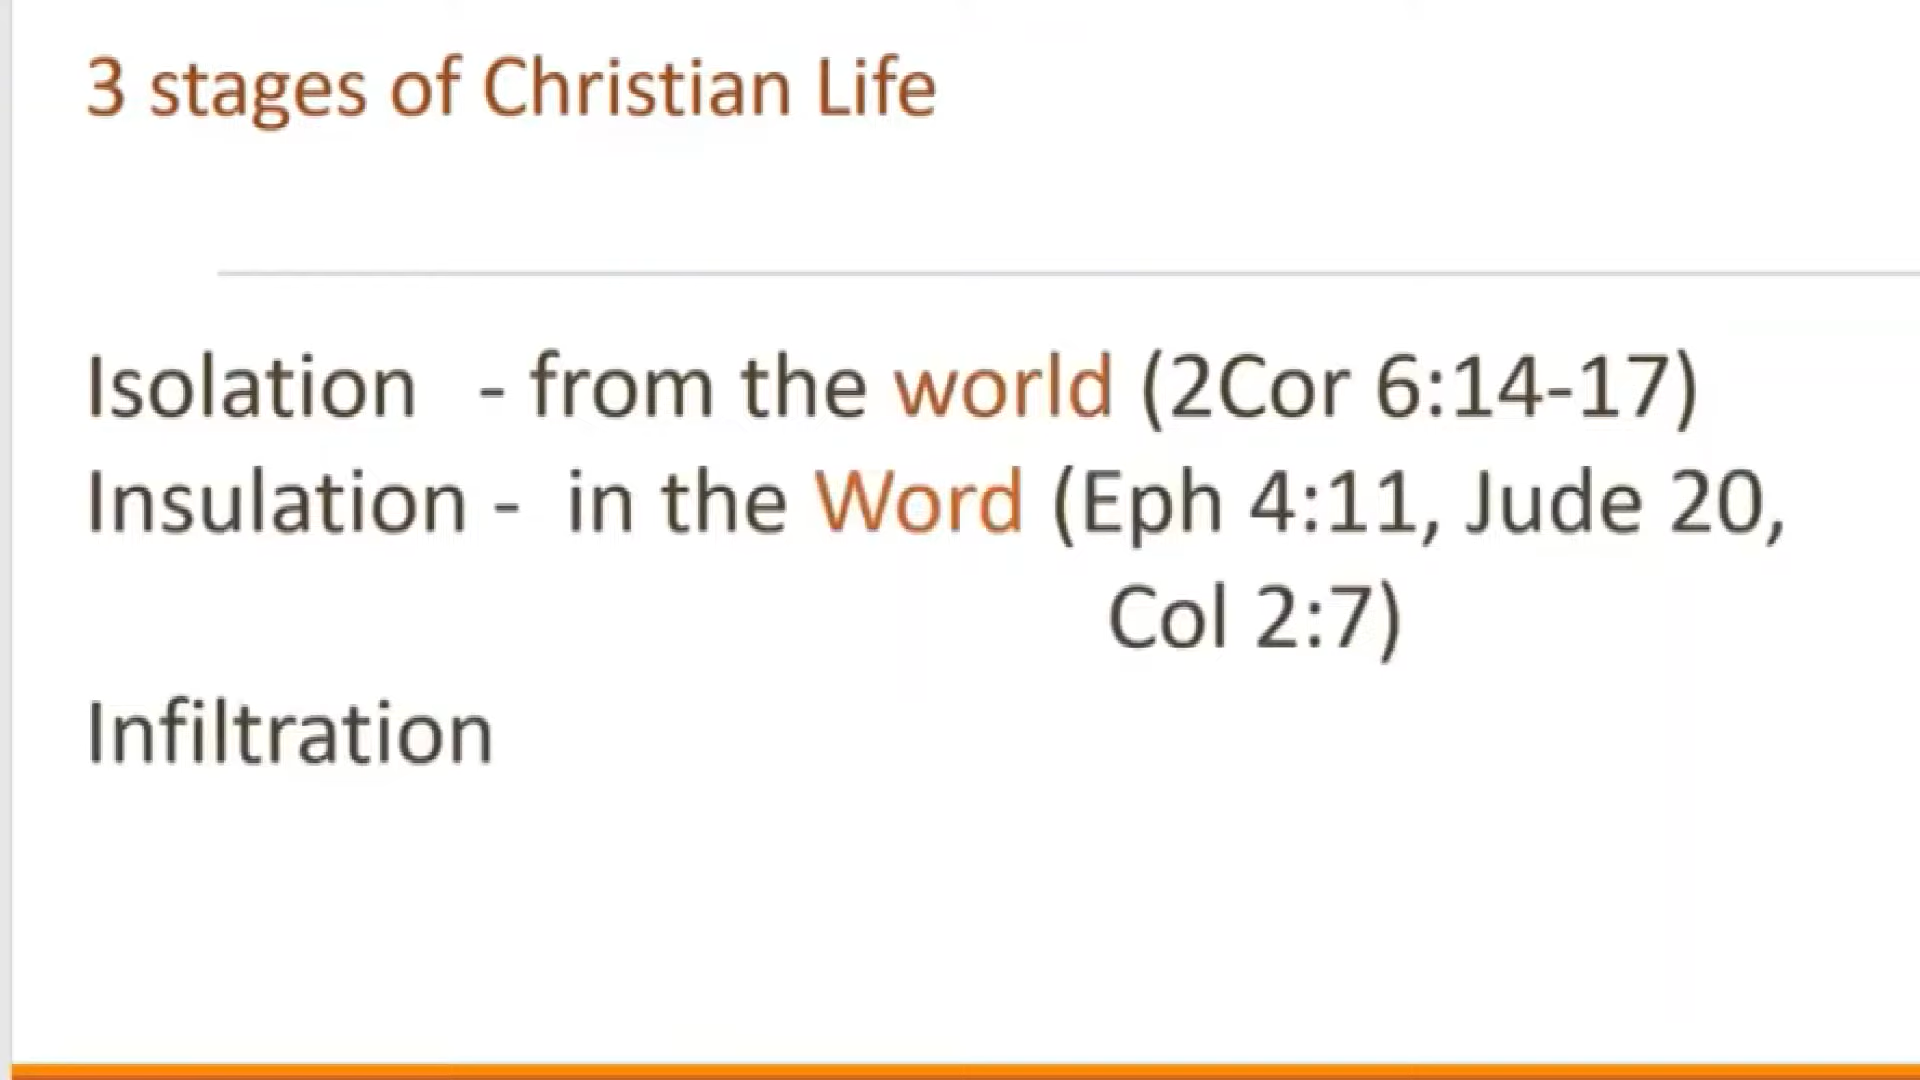 3 stages of Christian Life
Isolation - from the world (2Cor 6:14-17)
Insulation - in the Word (Eph 4:11, Jude 20,
Col 2:7)
Infiltration